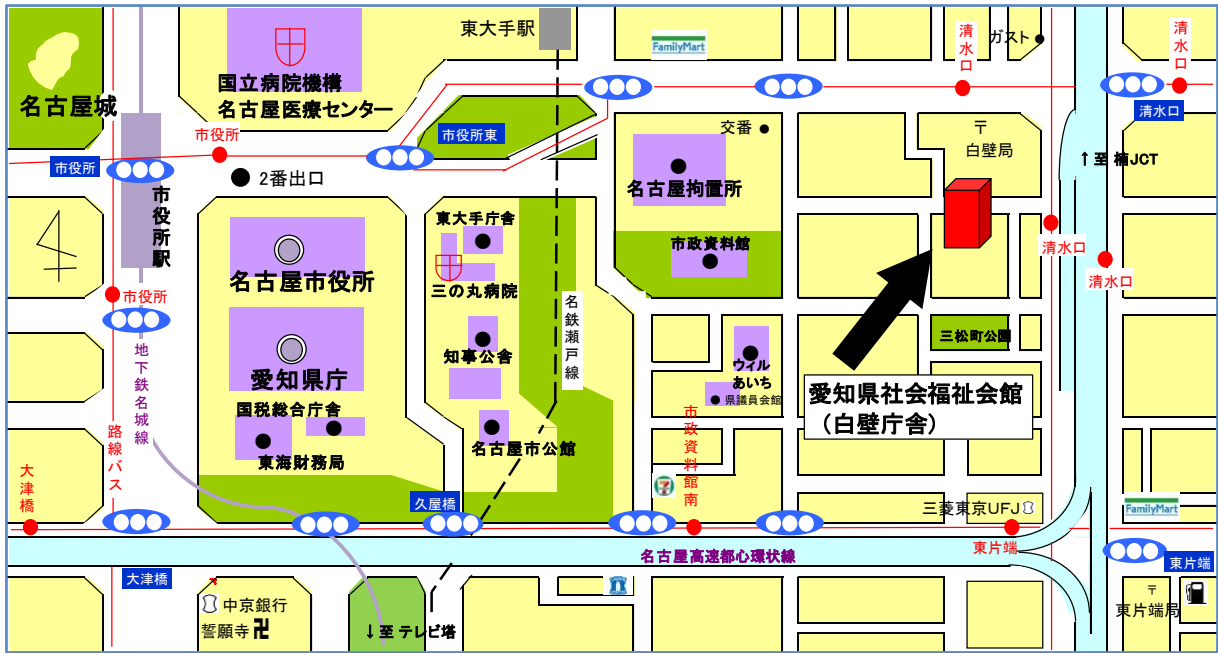 東大手駅
FamilyMart
清水口
ガスト
清水口
名古屋城
国立病院機構
名古屋医療センター
市役所
市役所東
交番
〒
白壁局
清水口
↑至 楠JCT
市役所
2番出口
市役所駅
名古屋拘置所
東大手庁舎
市政資料館
清水口
清水口
名古屋市役所
三の丸病院
市役所
名鉄瀬戸線
地下鉄名城線
知事公舎
三松町公園
愛知県庁
ウィル
あいち
県議員会館
愛知県社会福祉会館
（白壁庁舎）
国税総合庁舎
東海財務局
名古屋市公館
路線バス
市政資料館南
大津橋
久屋橋
三菱東京UFJ
FamilyMart
東片端
名古屋高速都心環状線
大津橋
東片端
中京銀行
誓願寺 卍
↓至 テレビ塔
〒
東片端局